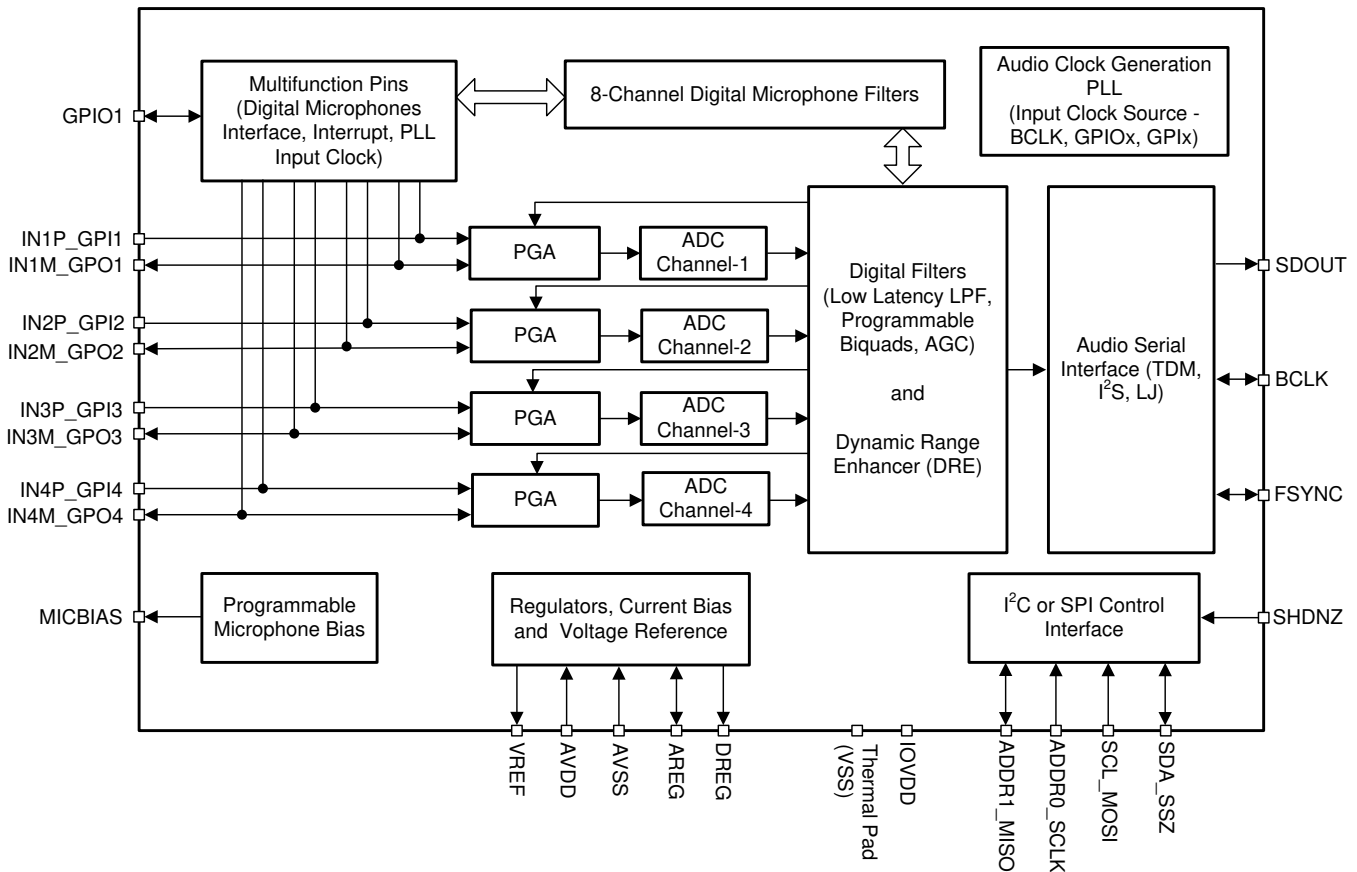 Multifunction Pins
(Digital Microphones
Interface, Interrupt, PLL
Input Clock)
8-Channel Digital Microphone Filters
Audio Clock Generation
PLL
(Input Clock Source -
BCLK, GPIOx, GPIx)
GPIO1
IN1P_GPI1
IN1M_GPO1
IN2P_GPI2
IN2M_GPO2
IN3P_GPI3
IN3M_GPO3
IN4P_GPI4
IN4M_GPO4
MICBIAS
PGA
ADC
Channel-1
PGA
ADC
Channel-2
PGA
ADC
Channel-3
PGA
ADC
Channel-4
Digital Filters
(Low Latency LPF,
Programmable
Biquads, AGC)
and
Dynamic Range
Enhancer (DRE)
Audio Serial
Interface (TDM,
I²S, LJ)
SDOUT
BCLK
FSYNC
SHDNZ
Programmable
Microphone Bias
Regulators, Current Bias
and Voltage Reference
I²C or SPI Control
Interface
VREF
AVDD
AVSS
AREG
DREG
Thermal Pad
(VSS)
IOVDD
ADDR1_MISO
ADDR0_SCLK
SCL_MOSI
SDA_SSZ